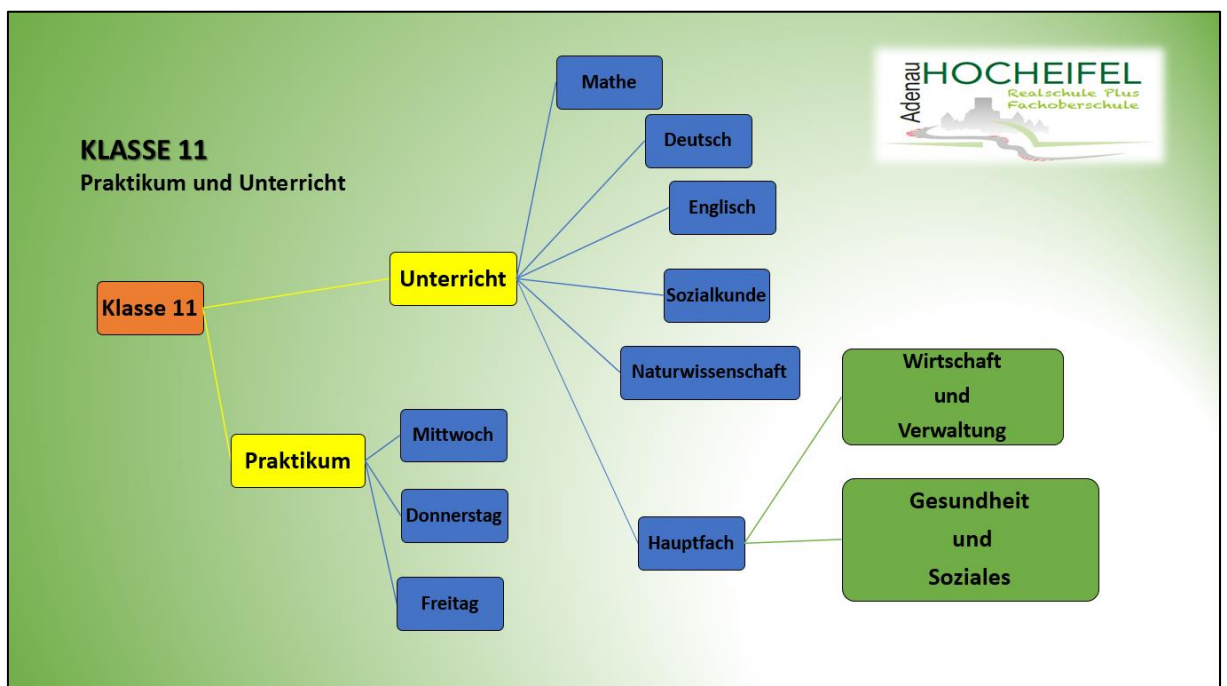 Adenau
HOCHEIFEL
Realschule Plus
Fachoberschule
KLASSE 11
Praktikum und Unterricht
Klasse 11
Unterricht
Mathe
Deutsch
Englisch
Sozialkunde
Naturwissenschaft
Hauptfach
Wirtschaft
und
Verwaltung
Gesundheit
und
Soziales
Praktikum
Mittwoch
Donnerstag
Freitag